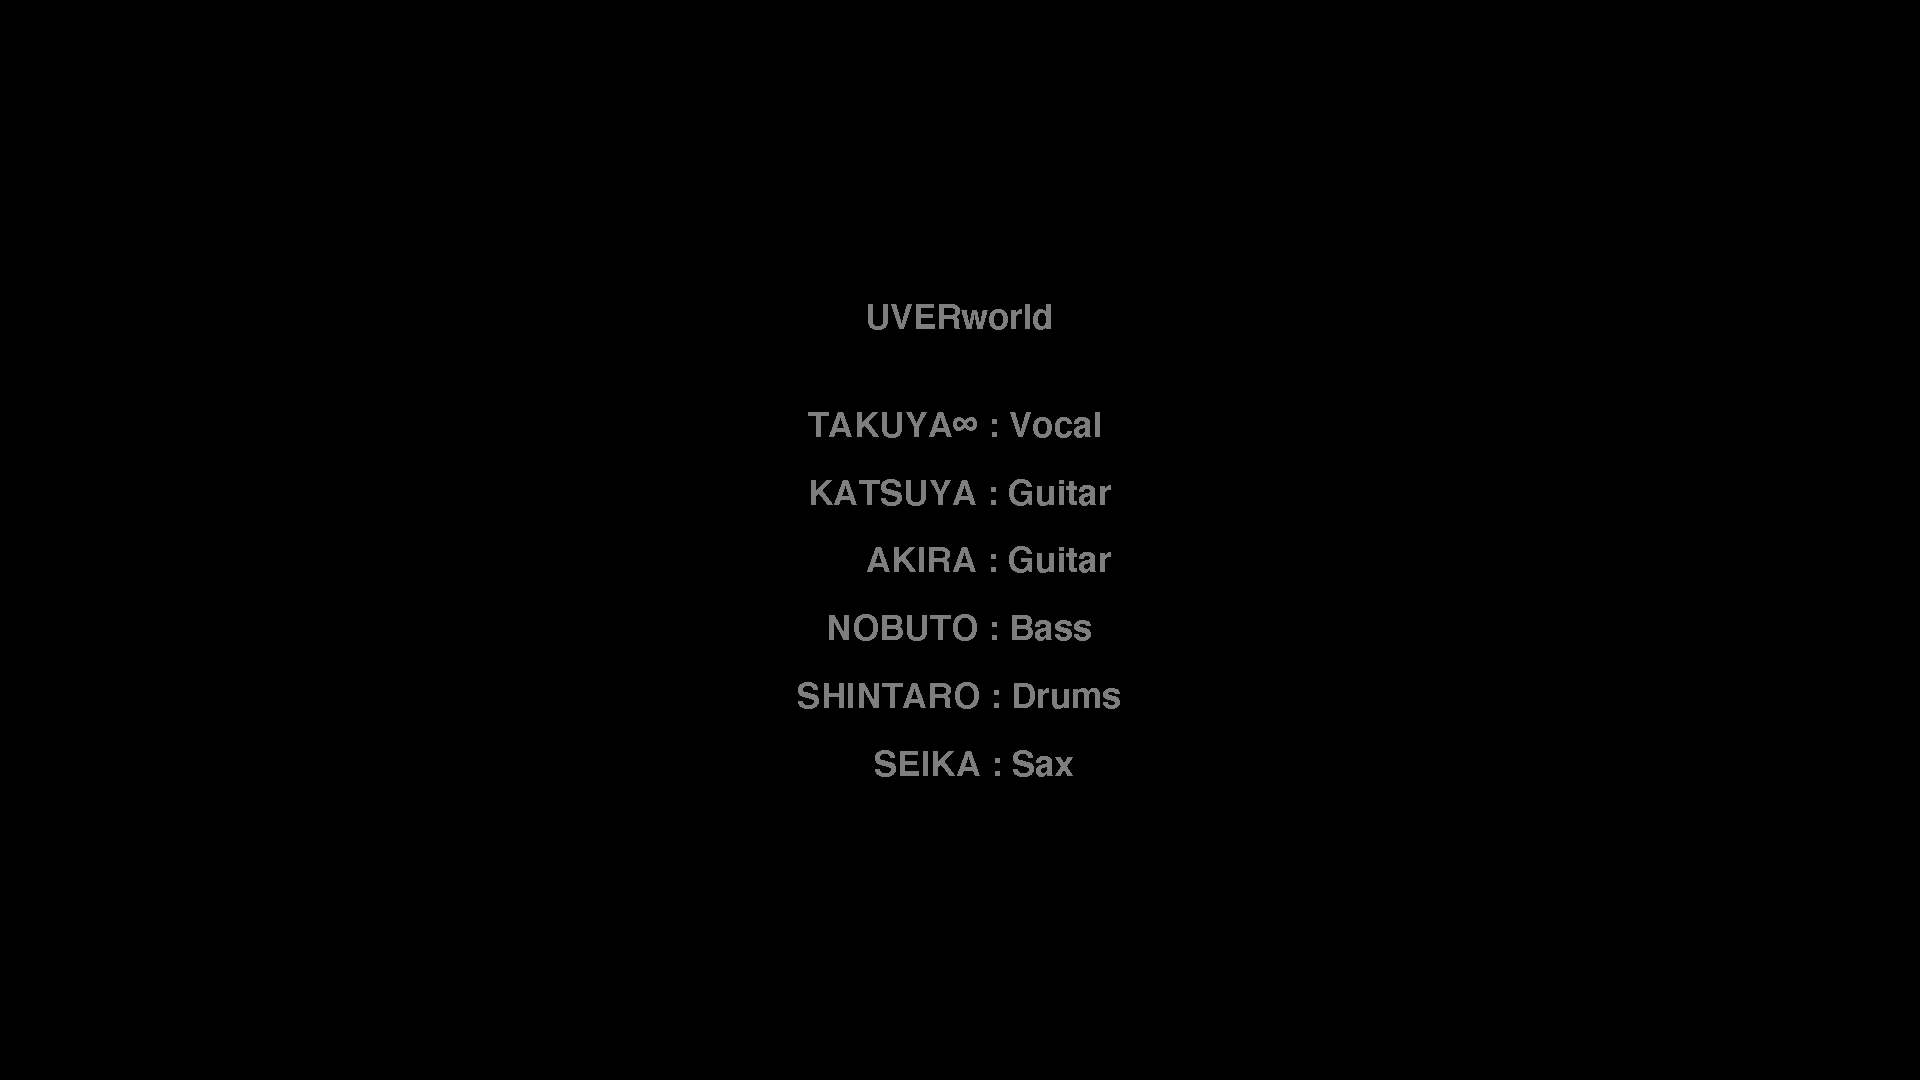 UVERworld
TAKUYA∞ : Vocal
KATSUYA : Guitar
AKIRA : Guitar
NOBUTO : Bass
SHINTARO : Drums
SEIKA : Sax